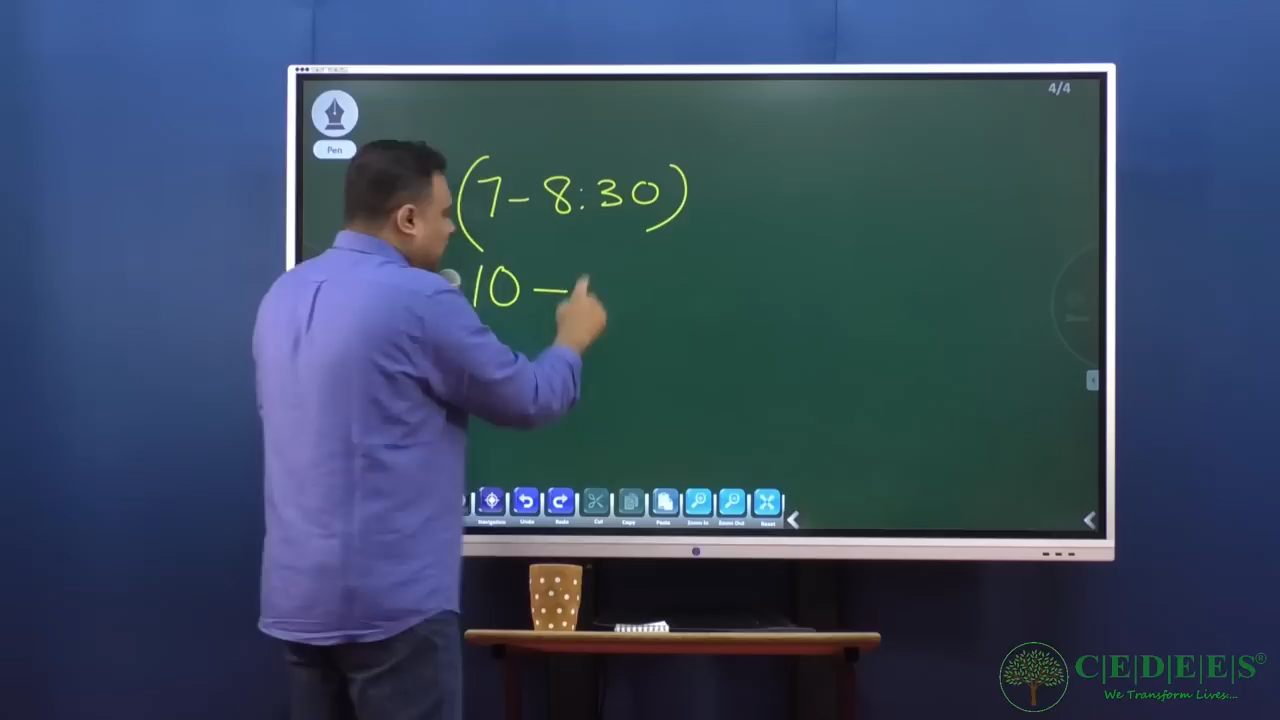 4/4
Pen
(7-8:30)
10 —
Navigation Undo Redo Cut Copy Paste Zoom In Zoom Out Reset
C|E|D|E|E|S®
We Transform Lives...